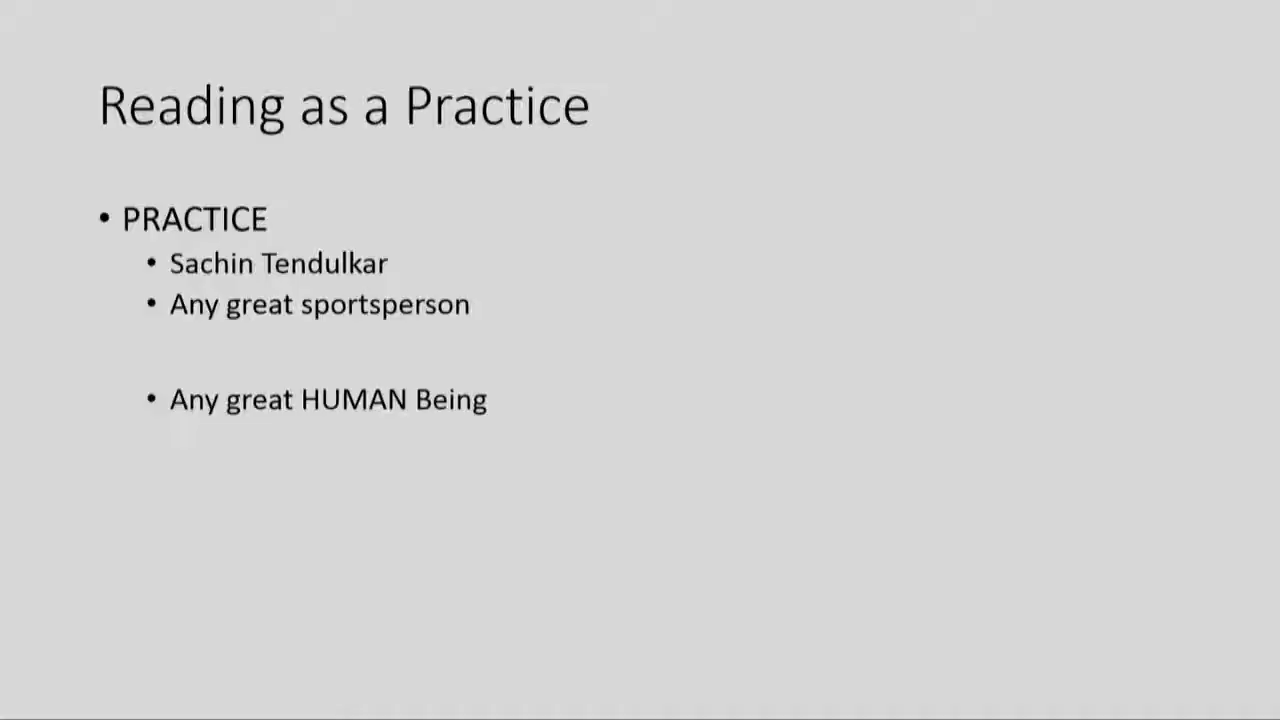 Reading as a Practice
• PRACTICE
• Sachin Tendulkar
• Any great sportsperson
• Any great HUMAN Being